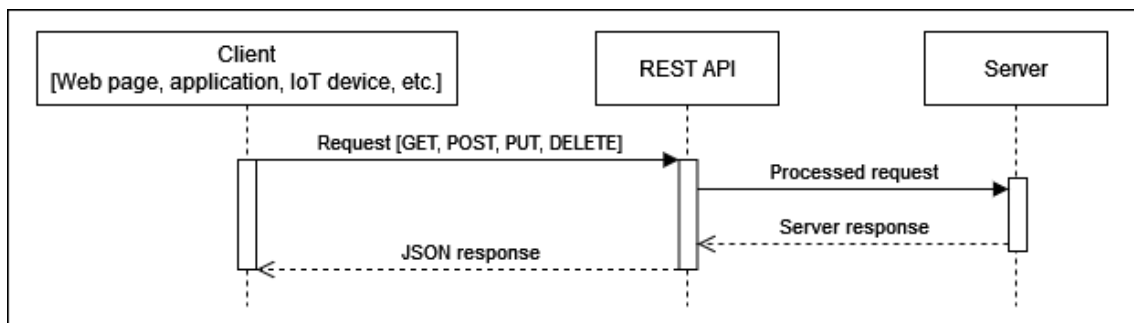 Client
[Web page, application, IoT device, etc.]
REST API
Server
Request [GET, POST, PUT, DELETE]
Processed request
Server response
JSON response